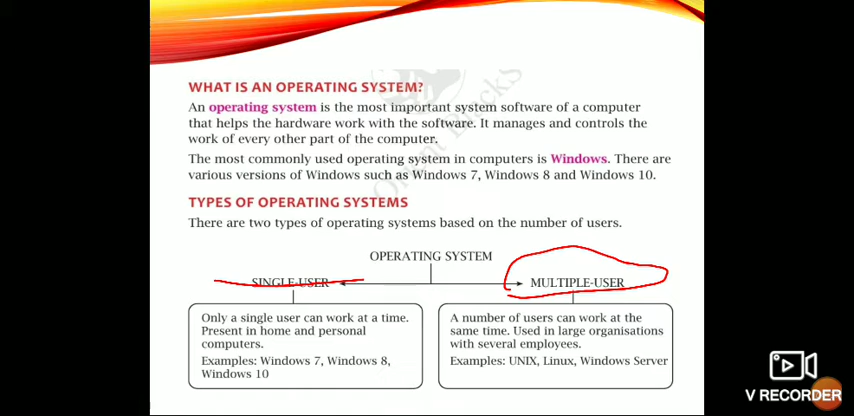 WHAT IS AN OPERATING SYSTEM?
An operating system is the most important system software of a computer
that helps the hardware work with the software. It manages and controls the
work of every other part of the computer.
The most commonly used operating system in computers is Windows. There are
various versions of Windows such as Windows 7, Windows 8 and Windows 10.
TYPES OF OPERATING SYSTEMS
There are two types of operating systems based on the number of users.
OPERATING SYSTEM
SINGLE-USER
MULTIPLE-USER
Only a single user can work at a time.
Present in home and personal
computers.
Examples: Windows 7, Windows 8,
Windows 10
A number of users can work at the
same time. Used in large organisations
with several employees.
Examples: UNIX, Linux, Windows Server
V RECORDER